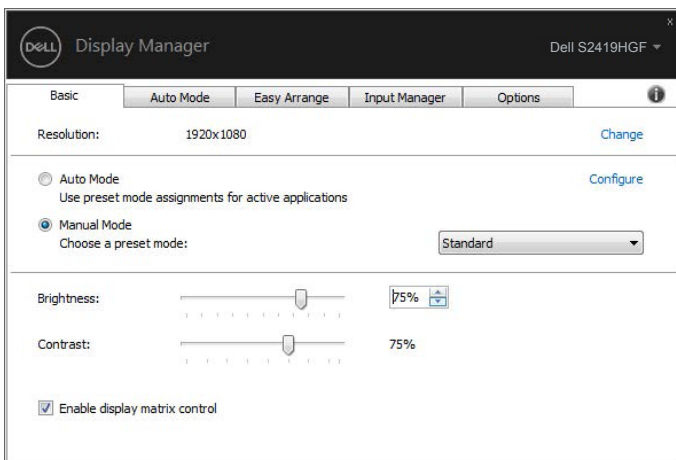 DELL Display Manager Dell S2419HGF
x
Basic Auto Mode Easy Arrange Input Manager Options
Resolution: 1920x1080 Change
Auto Mode Configure
Use preset mode assignments for active applications
Manual Mode
Choose a preset mode: Standard
Brightness: 75%
Contrast: 75%
Enable display matrix control